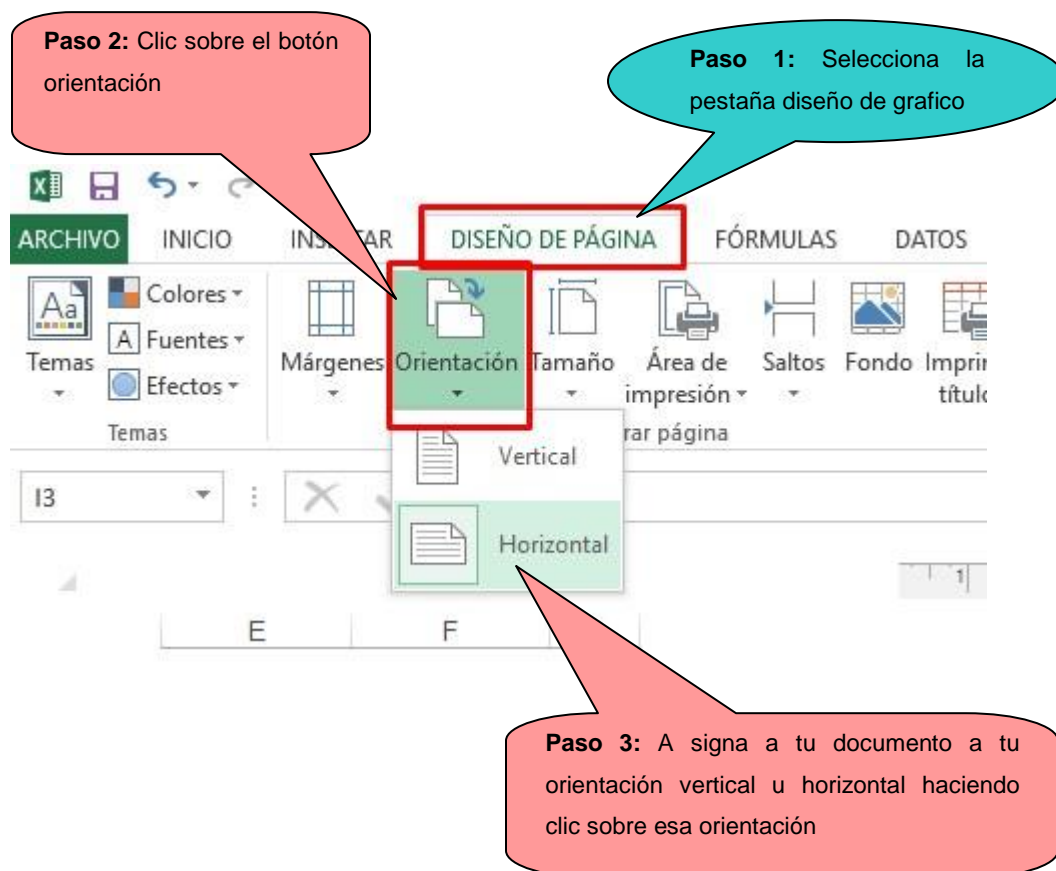 Paso 2: Clic sobre el botón
orientación
Paso 1: Selecciona la
pestaña diseño de grafico
ARCHIVO INICIO DISEÑO DE PÁGINA FÓRMULAS DATOS
Aa Colores
A Fuentes
Efectos
Temas Márgenes Orientación Tamaño Área de
impresión Saltos Fondo
Temas página
Vertical
I3
Horizontal
1
E F
Paso 3: A signa a tu documento a tu
orientación vertical u horizontal haciendo
clic sobre esa orientación